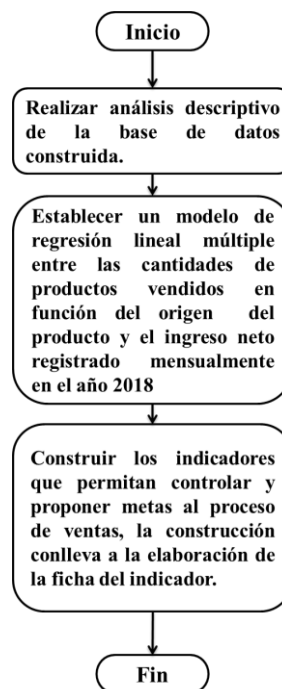 Inicio
Realizar análisis descriptivo
de la base de datos
construida.
Establecer un modelo de
regresión lineal múltiple
entre las cantidades de
productos vendidos en
función del origen del
producto y el ingreso neto
registrado mensualmente
en el año 2018
Construir los indicadores
que permitan controlar y
proponer metas al proceso
de ventas, la construcción
conlleva a la elaboración de
la ficha del indicador.
Fin